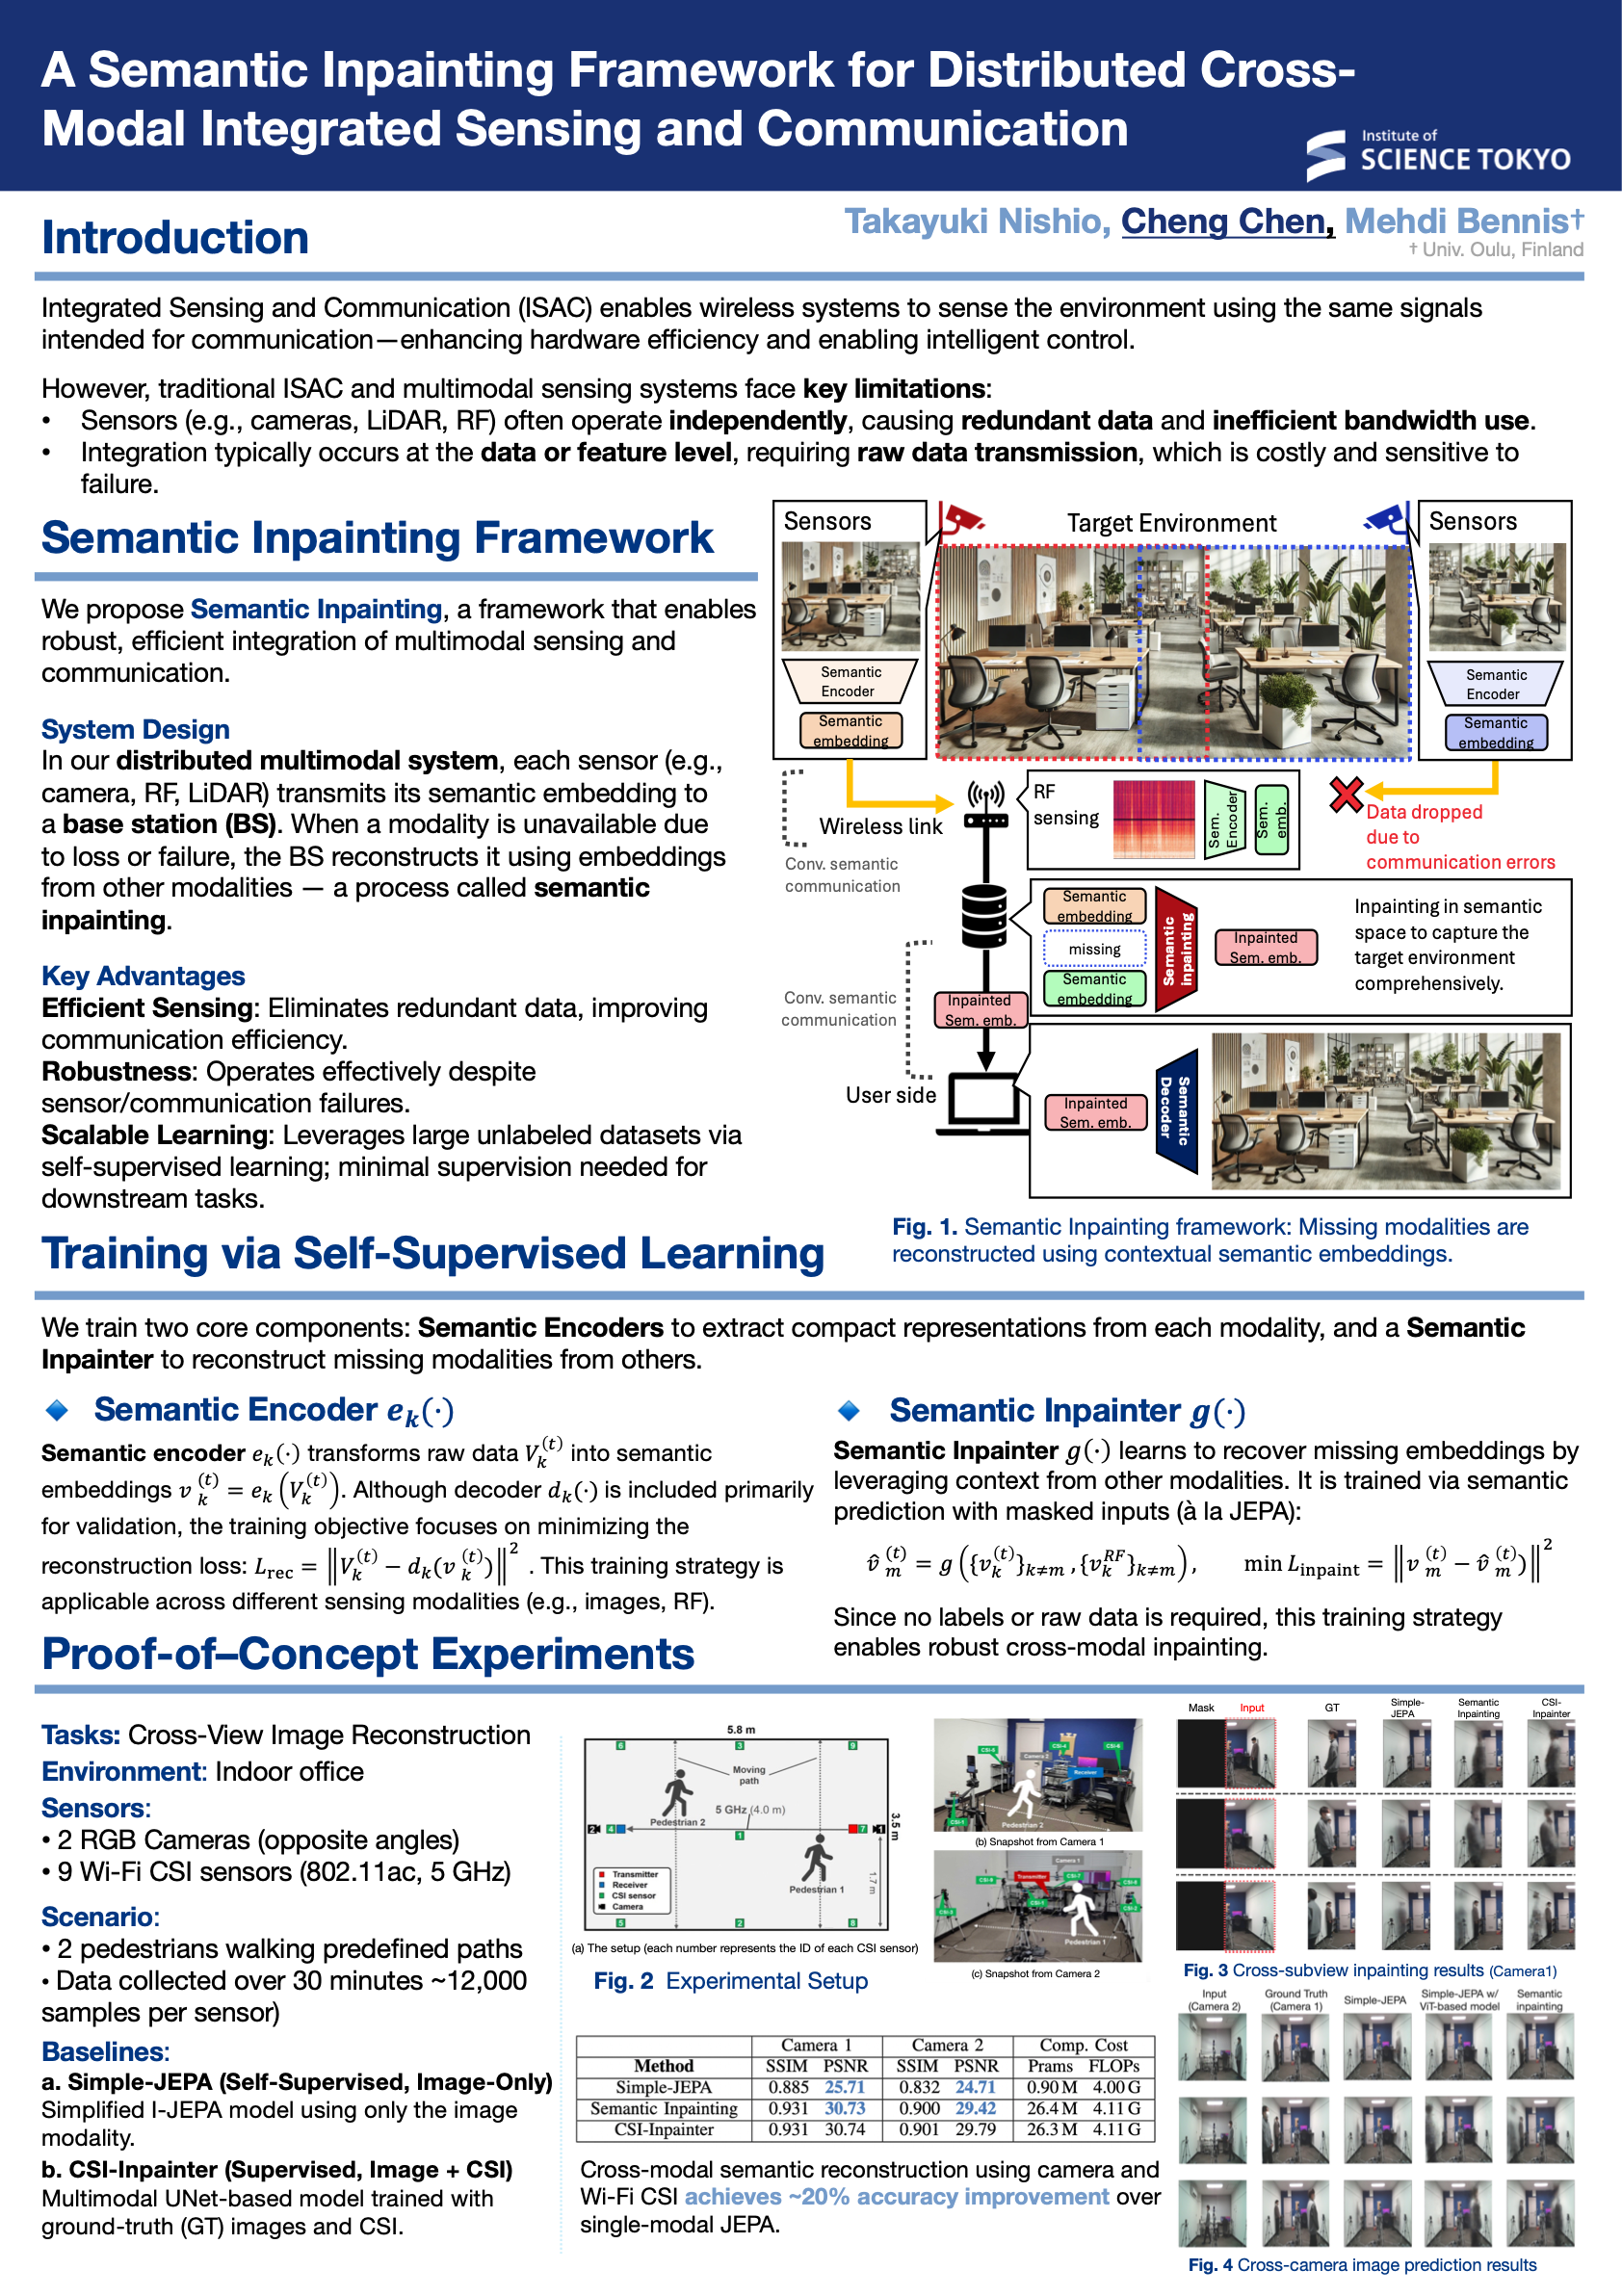 A Semantic Inpainting Framework for Distributed Cross-
Modal Integrated Sensing and Communication
Institute of
SCIENCE TOKYO
Takayuki Nishio, Cheng Chen, Mehdi Bennis†
† Univ. Oulu, Finland
Introduction
Integrated Sensing and Communication (ISAC) enables wireless systems to sense the environment using the same signals
intended for communication—enhancing hardware efficiency and enabling intelligent control.
However, traditional ISAC and multimodal sensing systems face key limitations:
• Sensors (e.g., cameras, LiDAR, RF) often operate independently, causing redundant data and inefficient bandwidth use.
• Integration typically occurs at the data or feature level, requiring raw data transmission, which is costly and sensitive to
failure.
Semantic Inpainting Framework
We propose Semantic Inpainting, a framework that enables
robust, efficient integration of multimodal sensing and
communication.
System Design
In our distributed multimodal system, each sensor (e.g.,
camera, RF, LiDAR) transmits its semantic embedding to
a base station (BS). When a modality is unavailable due
to loss or failure, the BS reconstructs it using embeddings
from other modalities — a process called semantic
inpainting.
Key Advantages
Efficient Sensing: Eliminates redundant data, improving
communication efficiency.
Robustness: Operates effectively despite
sensor/communication failures.
Scalable Learning: Leverages large unlabeled datasets via
self-supervised learning; minimal supervision needed for
downstream tasks.
Sensors
Semantic
Encoder
Semantic
embedding
Target Environment
Sensors
Semantic
Encoder
Semantic
embedding
Wireless link
Conv. semantic
communication
RF
sensing
Sem.
Encoder
Sem.
emb.
Data dropped
due to
communication errors
Semantic
embedding
missing
Semantic
embedding
Semantic
inpainting
Inpainted
Sem. emb.
Inpainting in semantic
space to capture the
target environment
comprehensively.
Conv. semantic
communication
Inpainted
Sem. emb.
User side
Inpainted
Sem. emb.
Semantic
Decoder
Fig. 1. Semantic Inpainting framework: Missing modalities are
reconstructed using contextual semantic embeddings.
Training via Self-Supervised Learning
We train two core components: Semantic Encoders to extract compact representations from each modality, and a Semantic
Inpainter to reconstruct missing modalities from others.
Semantic Encoder e_k(·)
Semantic encoder e_k(·) transforms raw data V_k^(t) into semantic
embeddings v_k^(t) = e_k (V_k^(t)). Although decoder d_k(·) is included primarily
for validation, the training objective focuses on minimizing the
reconstruction loss: L_rec = ‖V_k^(t) − d_k(v_k^(t))‖^2 . This training strategy is
applicable across different sensing modalities (e.g., images, RF).
Semantic Inpainter g(·)
Semantic Inpainter g(·) learns to recover missing embeddings by
leveraging context from other modalities. It is trained via semantic
prediction with masked inputs (à la JEPA):
v̂_m^(t) = g ({v_k^(t)}_k≠m , {v_k^RF}_k≠m), min L_inpaint = ‖v_m^(t) − v̂_m^(t))‖^2
Since no labels or raw data is required, this training strategy
enables robust cross-modal inpainting.
Proof-of–Concept Experiments
Tasks: Cross-View Image Reconstruction
Environment: Indoor office
Sensors:
• 2 RGB Cameras (opposite angles)
• 9 Wi-Fi CSI sensors (802.11ac, 5 GHz)
Scenario:
• 2 pedestrians walking predefined paths
• Data collected over 30 minutes ~12,000
samples per sensor)
Baselines:
a. Simple-JEPA (Self-Supervised, Image-Only)
Simplified I-JEPA model using only the image
modality.
b. CSI-Inpainter (Supervised, Image + CSI)
Multimodal UNet-based model trained with
ground-truth (GT) images and CSI.
5.8 m
6 3 9
Moving
path
Pedestrian 2
5 GHz (4.0 m)
3.5 m
2 4 1 7 1
Pedestrian 1
1.7 m
Transmitter
Receiver
CSI sensor
Camera
5 2 8
(a) The setup (each number represents the ID of each CSI sensor)
Camera 2
Receiver
CSI-1
Pedestrian 2
(b) Snapshot from Camera 1
Camera 1
Transmitter
Pedestrian 1
(c) Snapshot from Camera 2
Fig. 2 Experimental Setup
Camera 1 Camera 2 Comp. Cost
Method SSIM PSNR SSIM PSNR Prams FLOPs
Simple-JEPA 0.885 25.71 0.832 24.71 0.90 M 4.00 G
Semantic Inpainting 0.931 30.73 0.900 29.42 26.4 M 4.11 G
CSI-Inpainter 0.931 30.74 0.901 29.79 26.3 M 4.11 G
Cross-modal semantic reconstruction using camera and
Wi-Fi CSI achieves ~20% accuracy improvement over
single-modal JEPA.
Mask Input GT Simple-
JEPA Semantic
Inpainting CSI-
Inpainter
Fig. 3 Cross-subview inpainting results (Camera1)
Input
(Camera 2) Ground Truth
(Camera 1) Simple-JEPA Simple-JEPA w/
ViT-based model Semantic
inpainting
Fig. 4 Cross-camera image prediction results